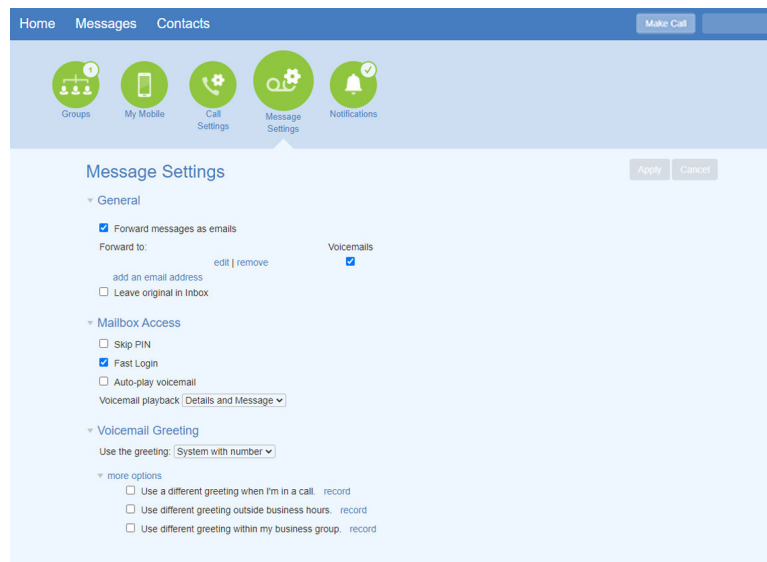 Home Messages Contacts Make Call
1
Groups My Mobile Call Settings Message Settings Notifications
Message Settings Apply Cancel
General
Forward messages as emails
Forward to: Voicemails
edit | remove
add an email address
Leave original in Inbox
Mailbox Access
Skip PIN
Fast Login
Auto-play voicemail
Voicemail playback Details and Message
Voicemail Greeting
Use the greeting: System with number
more options
Use a different greeting when I'm in a call. record
Use different greeting outside business hours. record
Use different greeting within my business group. record